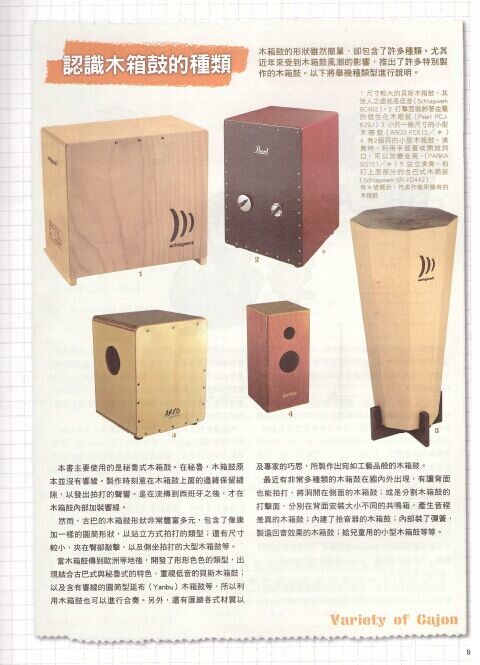 認識木箱鼓的種類
木箱鼓的形狀雖然簡單，卻包含了許多種類。尤其
近年來受到木箱鼓風潮的影響，推出了許多特別製
作的木箱鼓。以下將舉幾種類型進行說明。
1 尺寸較大的貝斯木箱鼓，其
迷人之處就是低音（Schlagwerk
BC462）。2 打擊面裝飾著金屬
的個性化木箱鼓（Pearl PCJ-
629J）3 小於一般尺寸的小型
木箱鼓（ARCO FCX12／＊）
4 有2個洞的小型木箱鼓。演
奏時，利用手遮蓋或開放洞
口，可以改變音高。（PARKA
SG101／＊）5 站立演奏，拍
打上面部分的古巴式木箱鼓
（Schlagwerk SR-YD442）
有＊號標示，代表作者所擁有的
木箱鼓
schlagwerk
1
Pearl
2
＊
schlagwerk
5
ARCO
3
4
本書主要使用的是秘魯式木箱鼓。在秘魯，木箱鼓原
本並沒有響線。製作時刻意在木箱鼓上面的邊緣保留縫
隙，以發出拍打的聲響。是在流傳到西班牙之後，才在
木箱鼓內部加裝響線。
然而，古巴的木箱鼓形狀非常豐富多元，包含了像康
加一樣的圓筒形狀，以站立方式拍打的類型；還有尺寸
較小，夾在臀部敲擊，以及側坐拍打的大型木箱鼓等。
當木箱鼓傳到歐洲等地後，開發了形形色色的類型，出
現結合古巴式與秘魯式的特色，重視低音的貝斯木箱鼓；
以及含有響線的圓筒型延布（Yanbu）木箱鼓等，所以利
用木箱鼓也可以進行合奏。另外，還有匯總各式材質以
及專家的巧思，所製作出宛如工藝品般的木箱鼓。
最近有非常多種類的木箱鼓在國內外出現，有讓背面
也能拍打，將洞開在側面的木箱鼓；或是分割木箱鼓的
打擊面，分別在背面安裝大小不同的共鳴箱，產生音程
差異的木箱鼓；內建了拾音器的木箱鼓；內部裝了彈簧，
製造回音效果的木箱鼓；給兒童用的小型木箱鼓等等。
Variety of Cajon
9